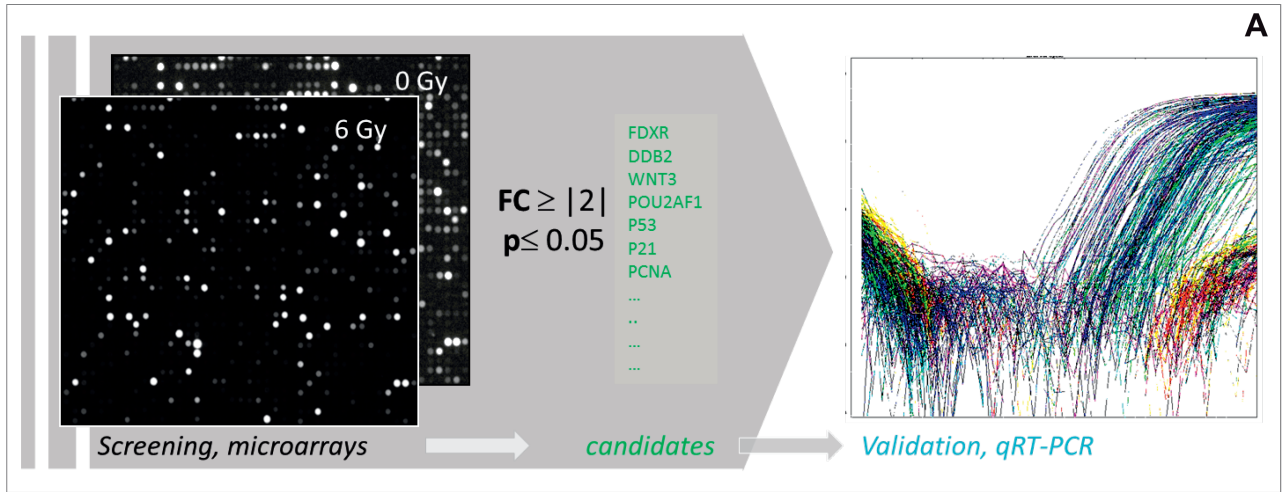 A
0 Gy
6 Gy
FC ≥ |2|
p≤ 0.05
FDXR
DDB2
WNT3
POU2AF1
P53
P21
PCNA
...
..
...
...
Screening, microarrays
candidates
Validation, qRT-PCR